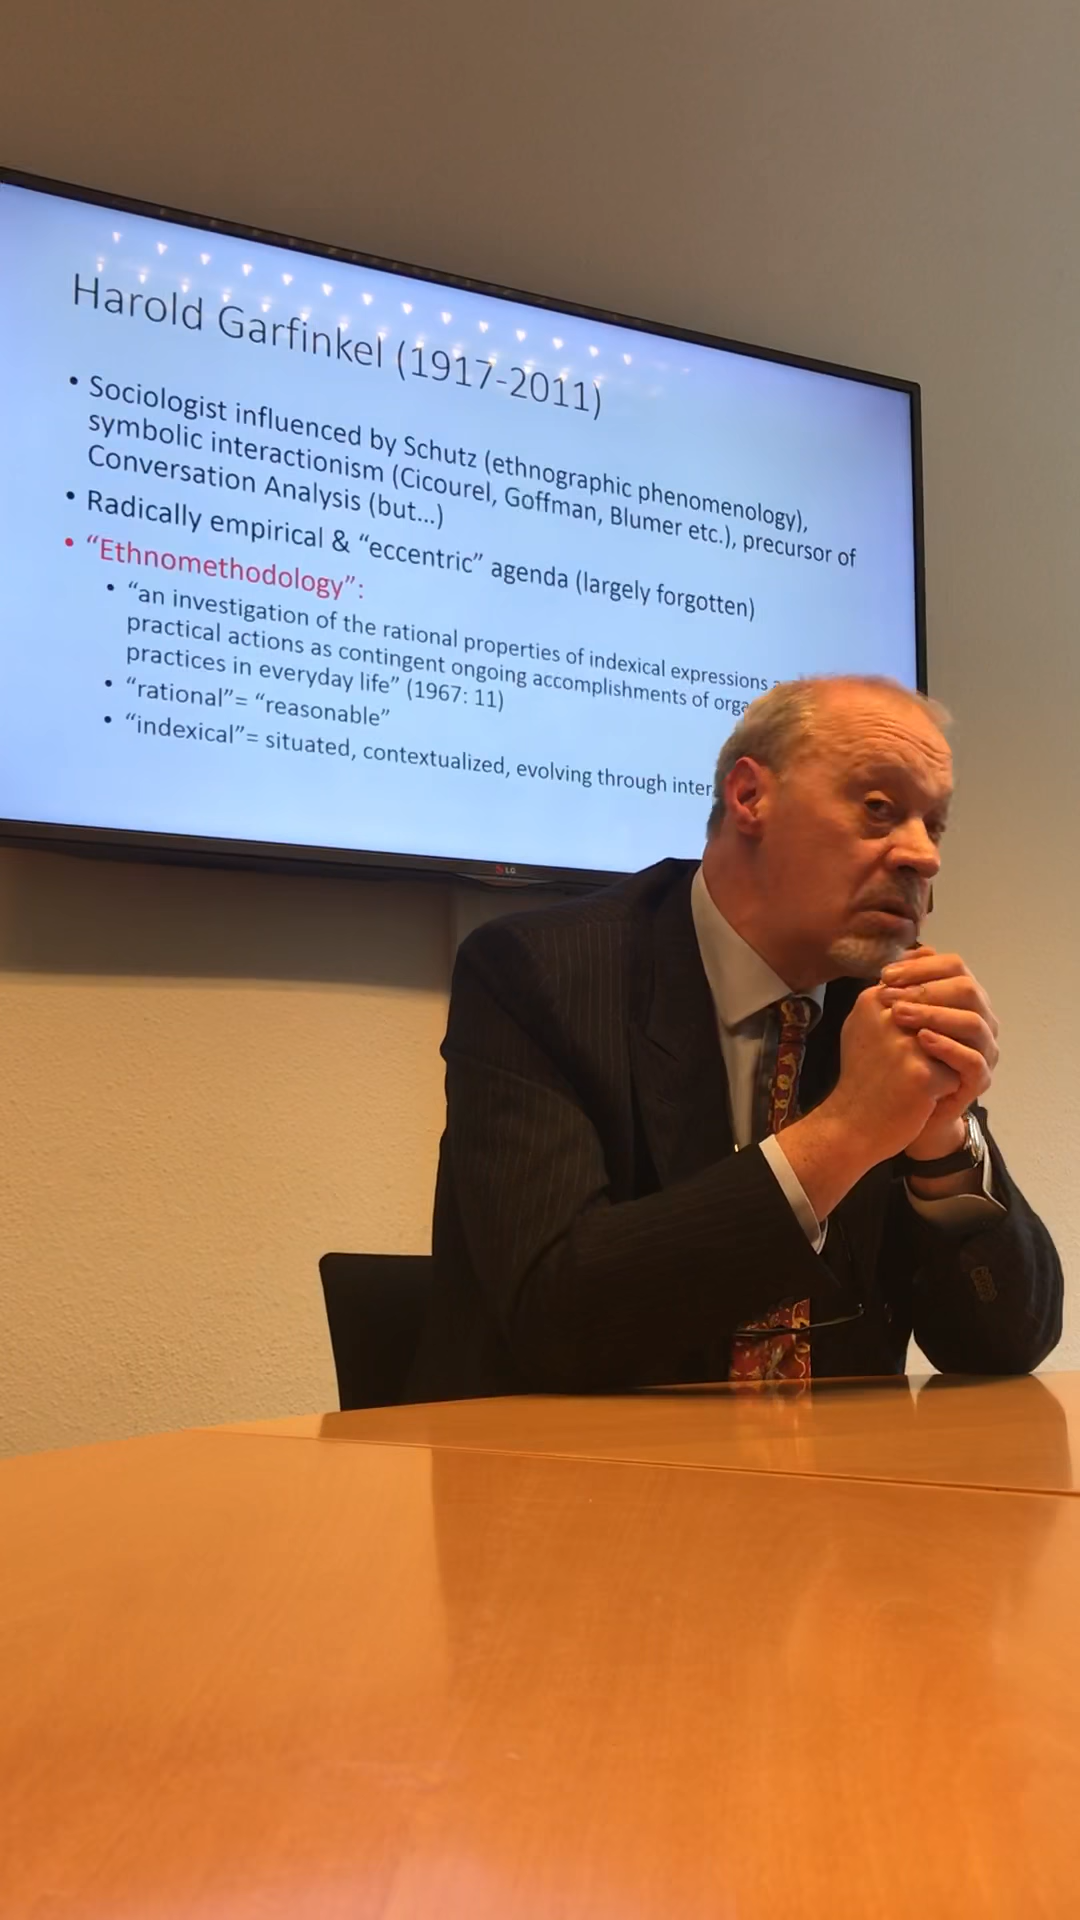 Harold Garfinkel (1917-2011)
• Sociologist influenced by Schutz (ethnographic phenomenology),
symbolic interactionism (Cicourel, Goffman, Blumer etc.), precursor of
Conversation Analysis (but...)
• Radically empirical & “eccentric” agenda (largely forgotten)
• “Ethnomethodology”:
• “an investigation of the rational properties of indexical expressions
practical actions as contingent ongoing accomplishments of
practices in everyday life” (1967: 11)
• “rational”= “reasonable”
• “indexical”= situated, contextualized, evolving through
LG